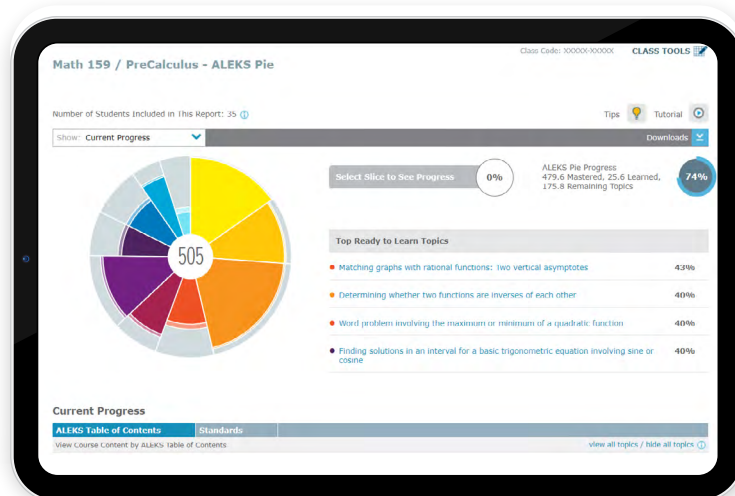 Class Code: XXXXX-XXXXX
CLASS TOOLS
Math 159 / PreCalculus - ALEKS Pie
Number of Students Included in This Report: 35
Tips
Tutorial
Show: Current Progress
Downloads
505
Select Slice to See Progress
0%
ALEKS Pie Progress
479.6 Mastered, 25.6 Learned,
175.8 Remaining Topics
74%
Top Ready to Learn Topics
Matching graphs with rational functions: Two vertical asymptotes 43%
Determining whether two functions are inverses of each other 40%
Word problem involving the maximum or minimum of a quadratic function 40%
Finding solutions in an interval for a basic trigonometric equation involving sine or 40%
cosine
Current Progress
ALEKS Table of Contents
Standards
View Course Content by ALEKS Table of Contents
view all topics / hide all topics